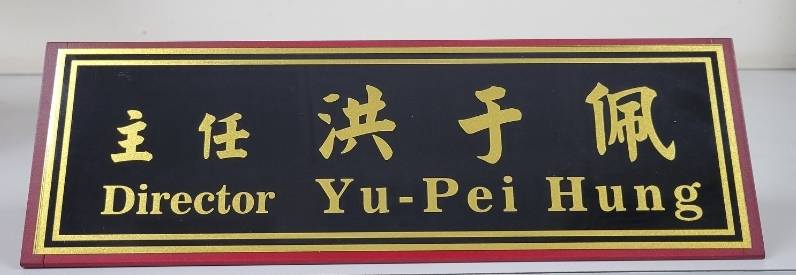 主任 洪于佩
Director Yu-Pei Hung